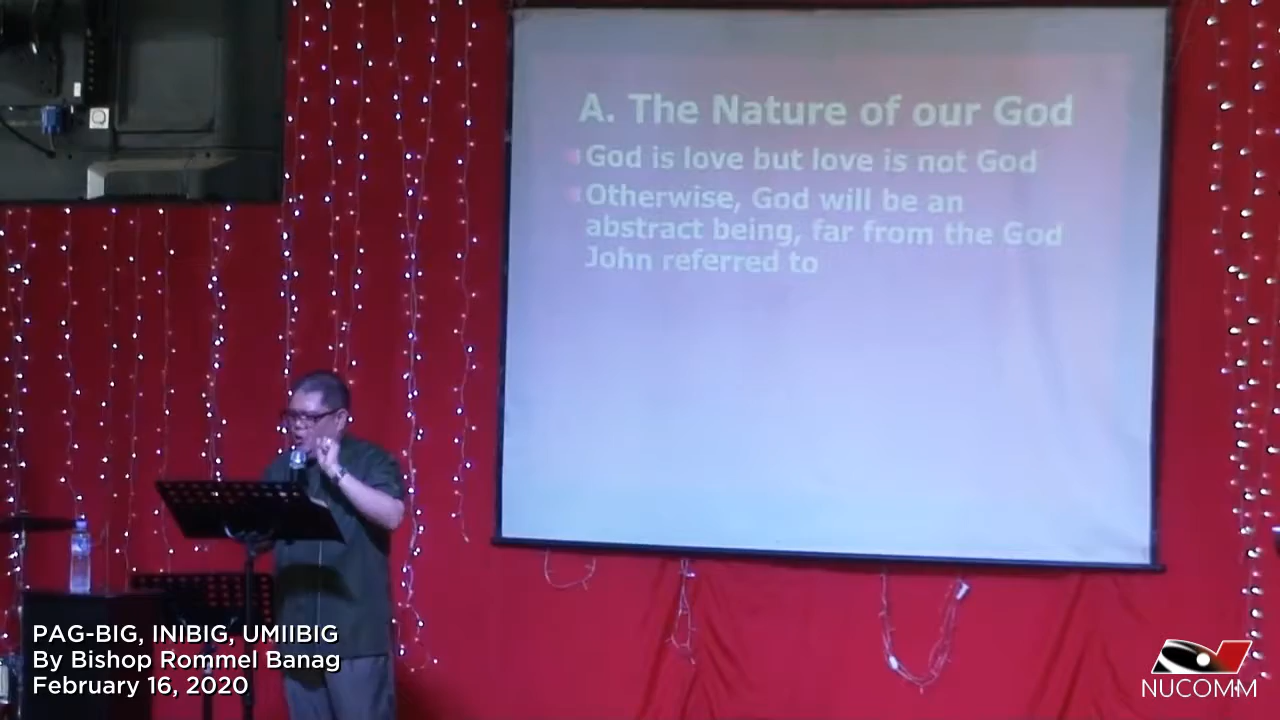 A. The Nature of our God
God is love but love is not God
Otherwise, God will be an
abstract being, far from the God
John referred to
PAG-BIG, INIBIG, UMIIBIG
By Bishop Rommel Banag
February 16, 2020
NUCOMM